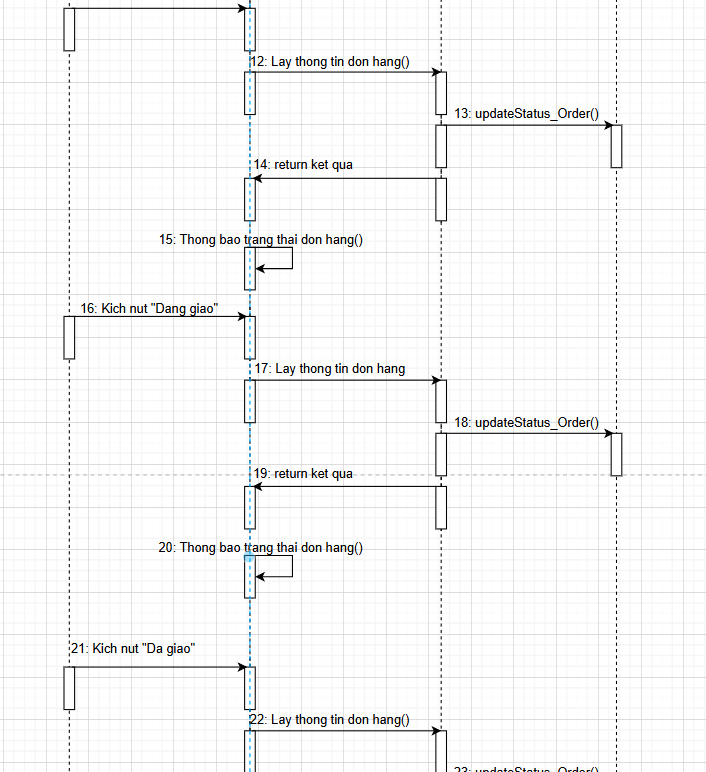 12: Lay thong tin don hang()
13: updateStatus_Order()
14: return ket qua
15: Thong bao trang thai don hang()
16: Kich nut "Dang giao"
17: Lay thong tin don hang
18: updateStatus_Order()
19: return ket qua
20: Thong bao trang thai don hang()
21: Kich nut "Da giao"
22: Lay thong tin don hang()
23: updateStatus_Order()